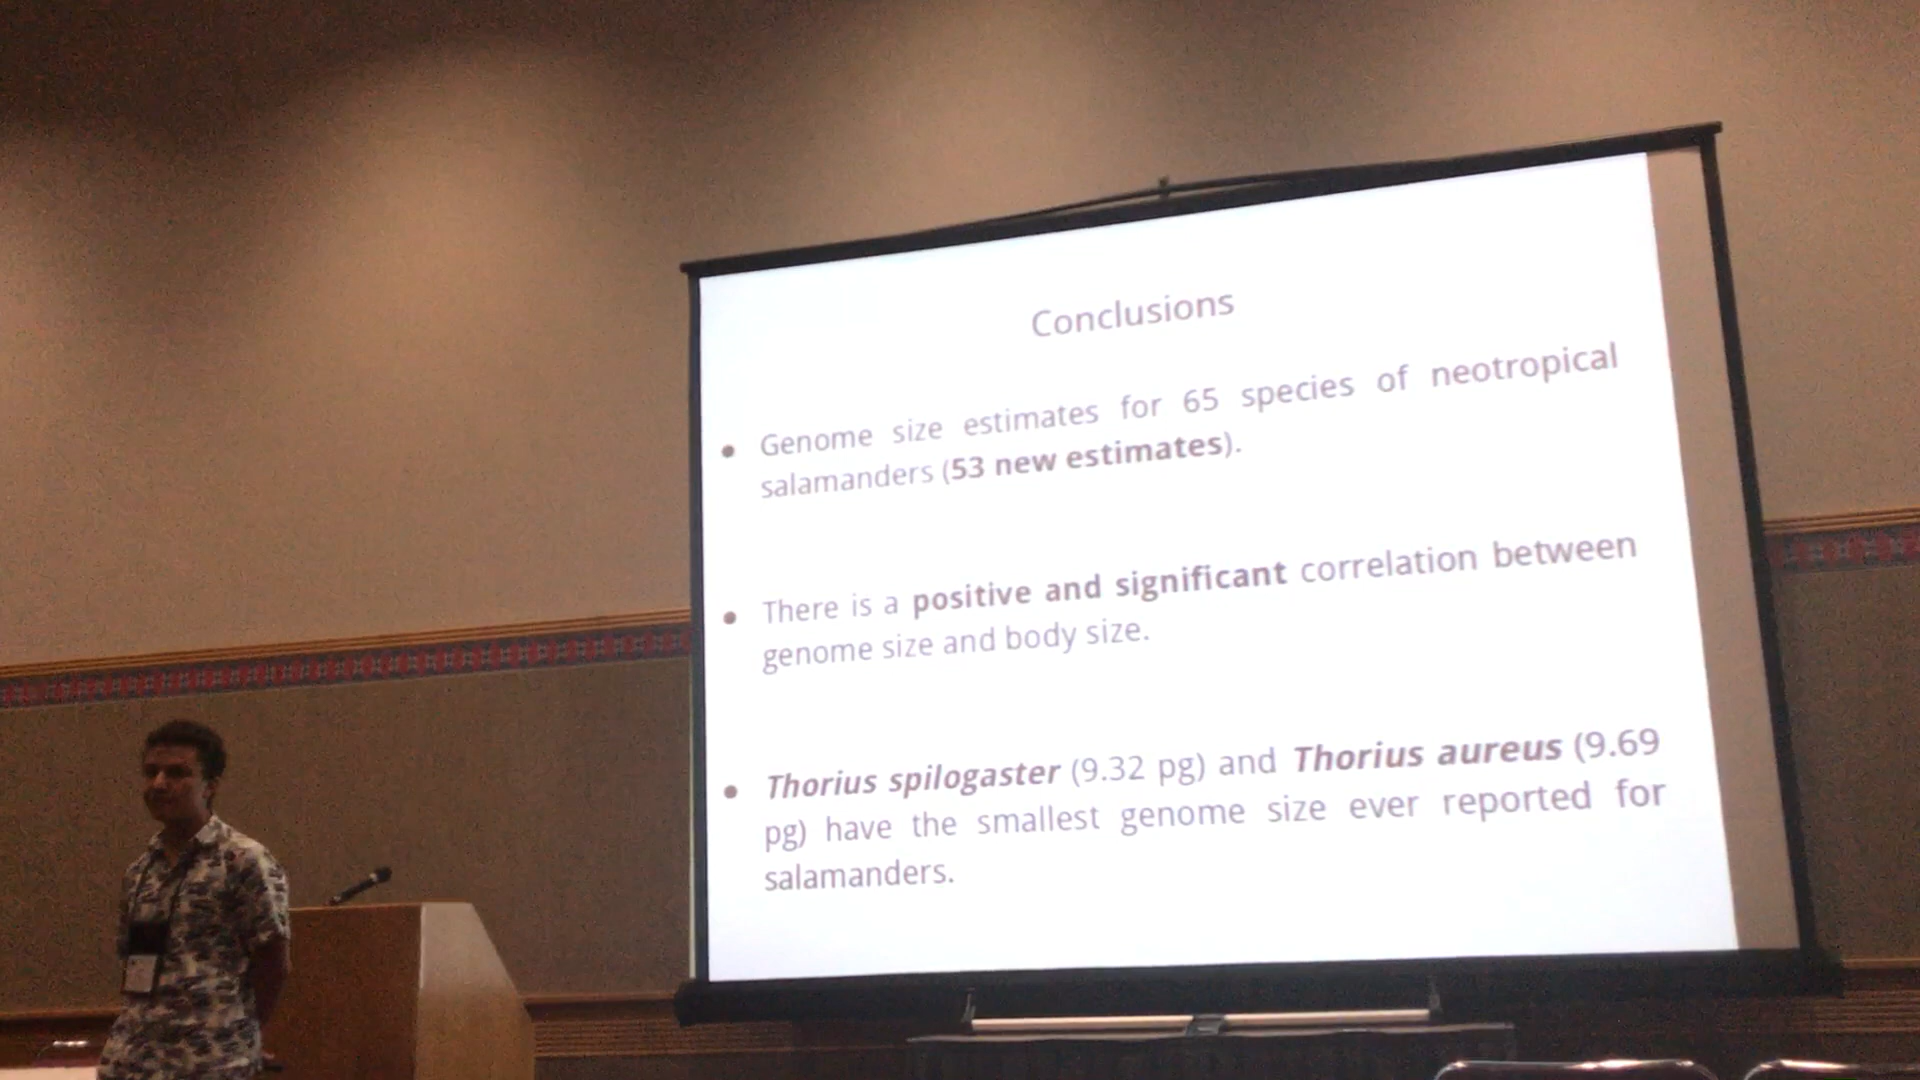 Conclusions
Genome size estimates for 65 species of neotropical
salamanders (53 new estimates).
There is a positive and significant correlation between
genome size and body size.
Thorius spilogaster (9.32 pg) and Thorius aureus (9.69
pg) have the smallest genome size ever reported for
salamanders.